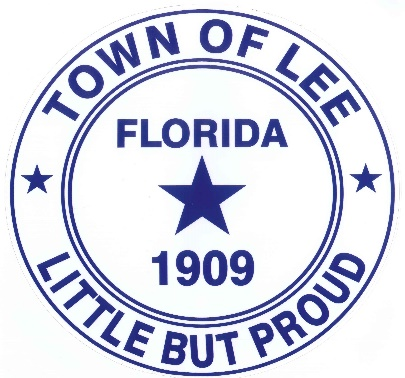 TOWN OF LEE
FLORIDA
1909
LITTLE BUT PROUD